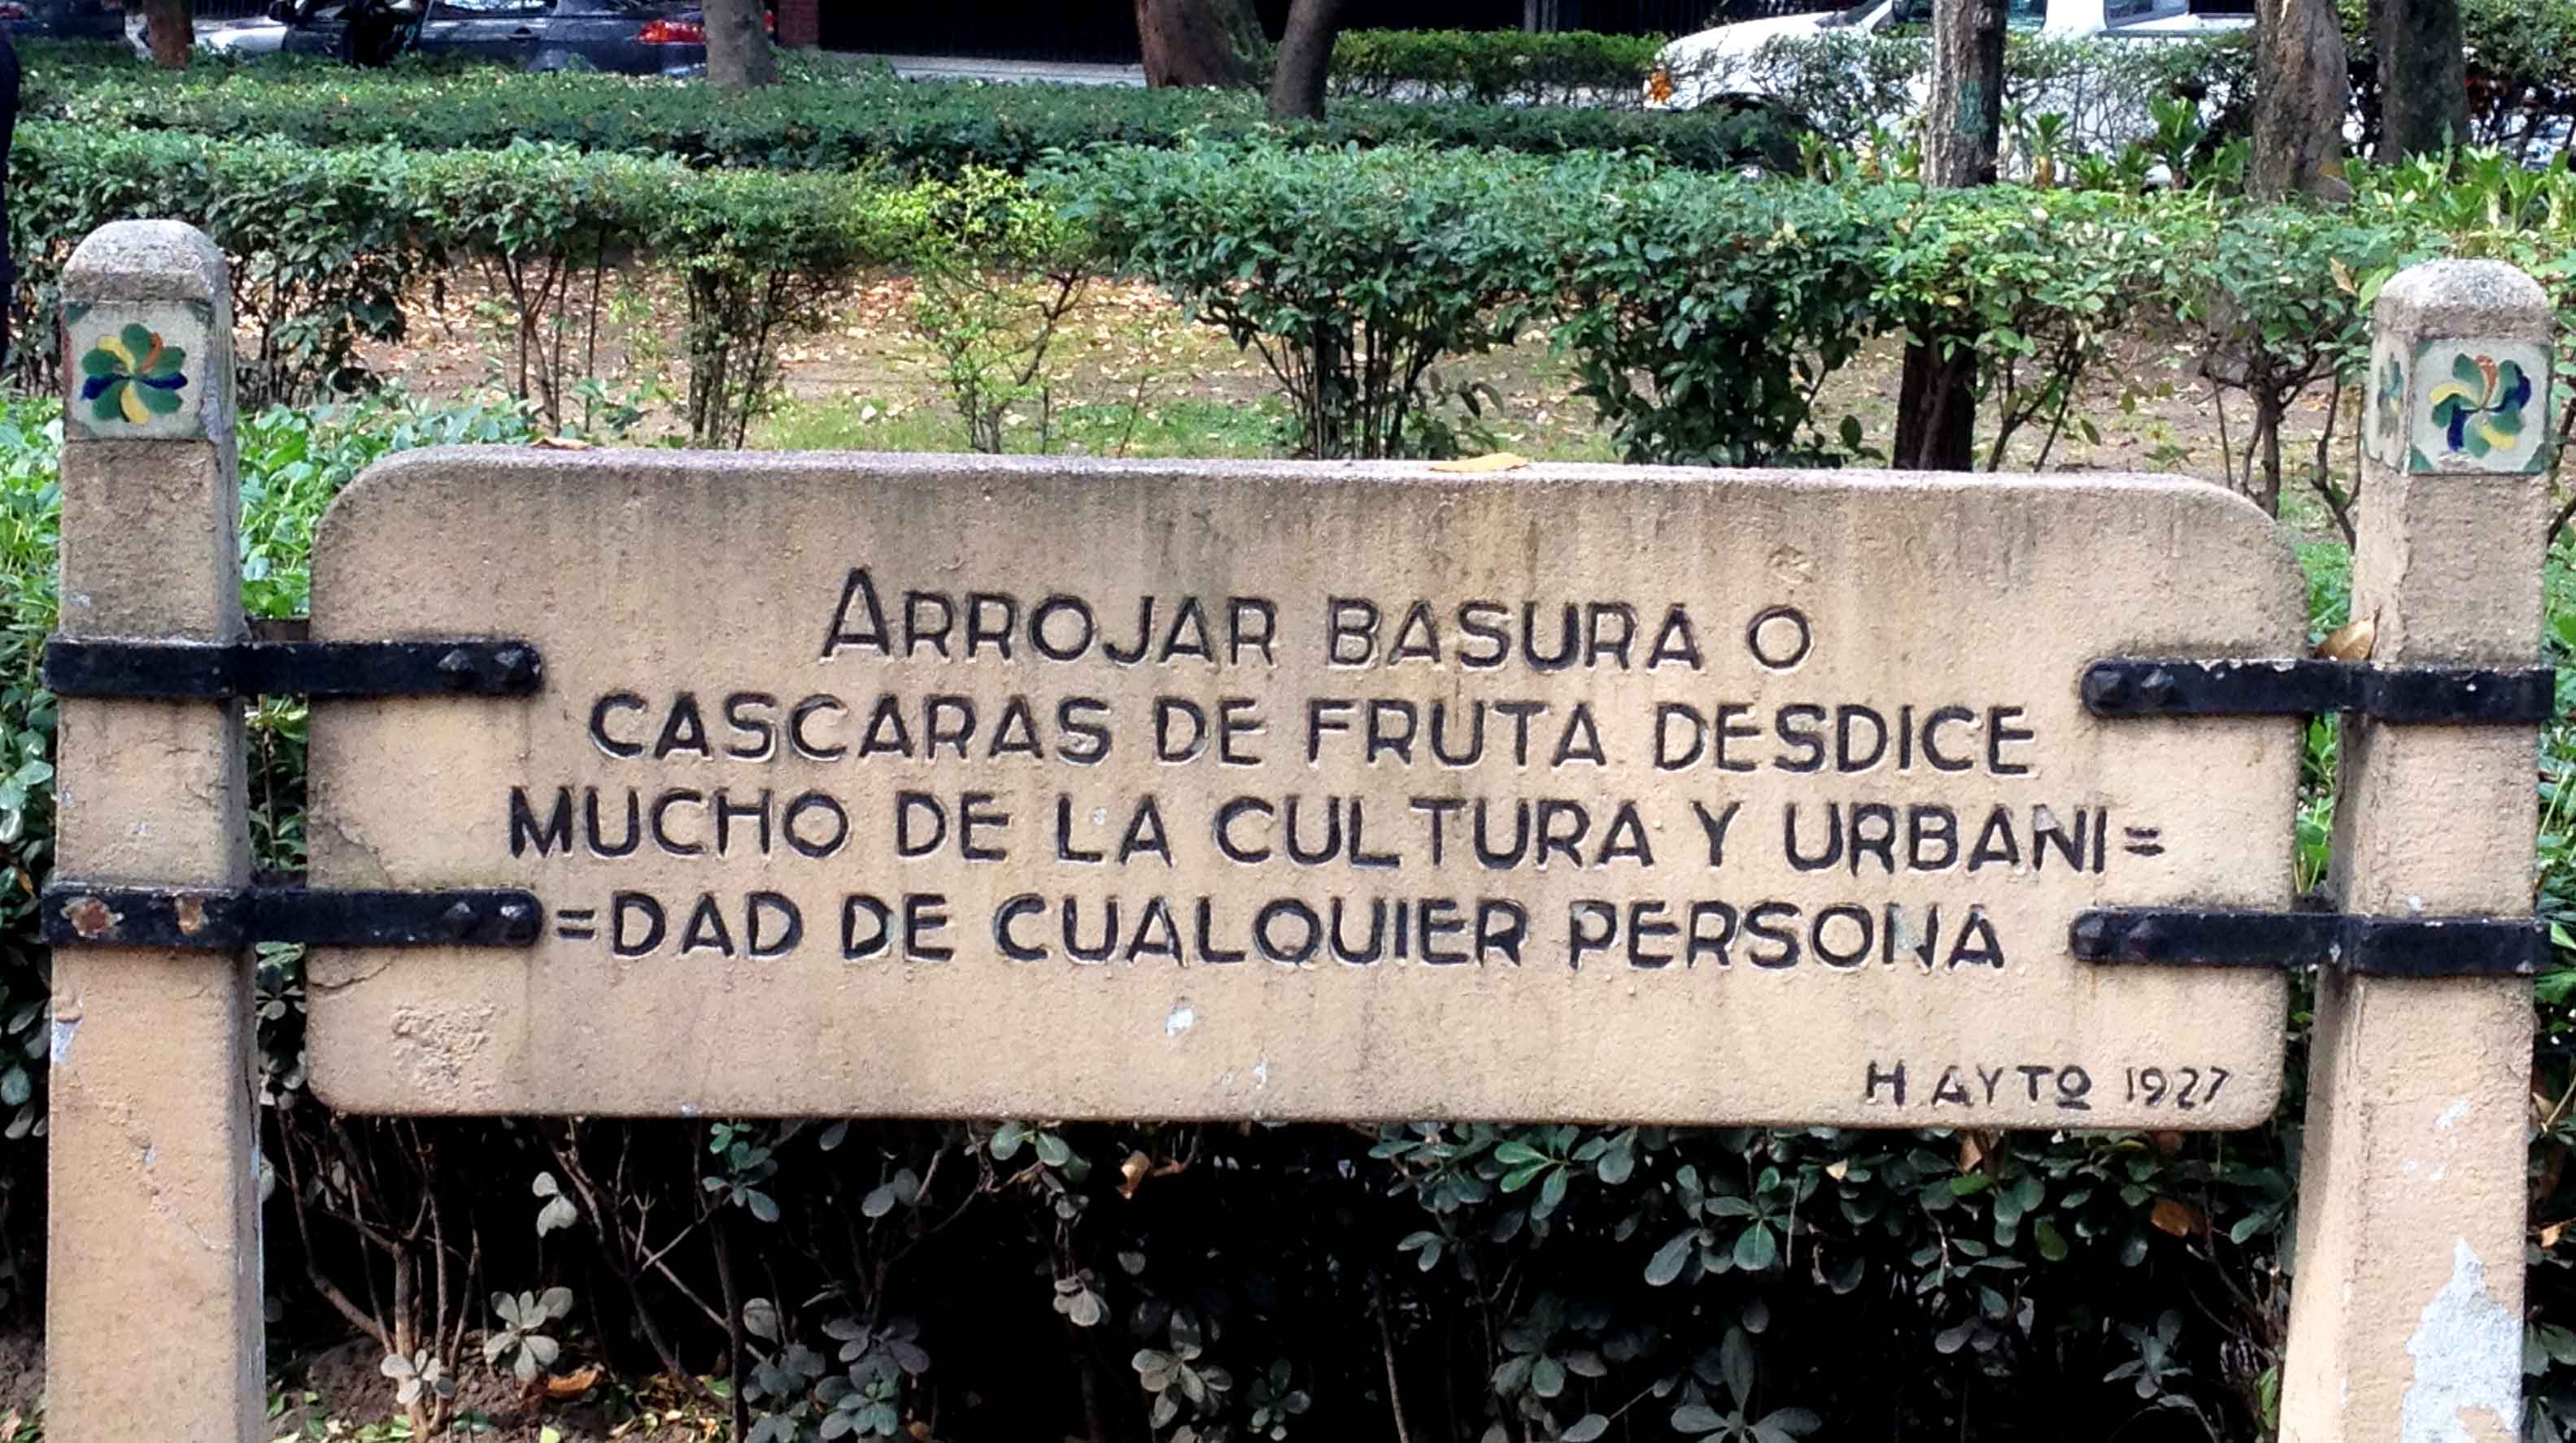 ARROJAR BASURA O
CASCARAS DE FRUTA DESDICE
MUCHO DE LA CULTURA Y URBANI=
=DAD DE CUALQUIER PERSONA
H AYTO 1927